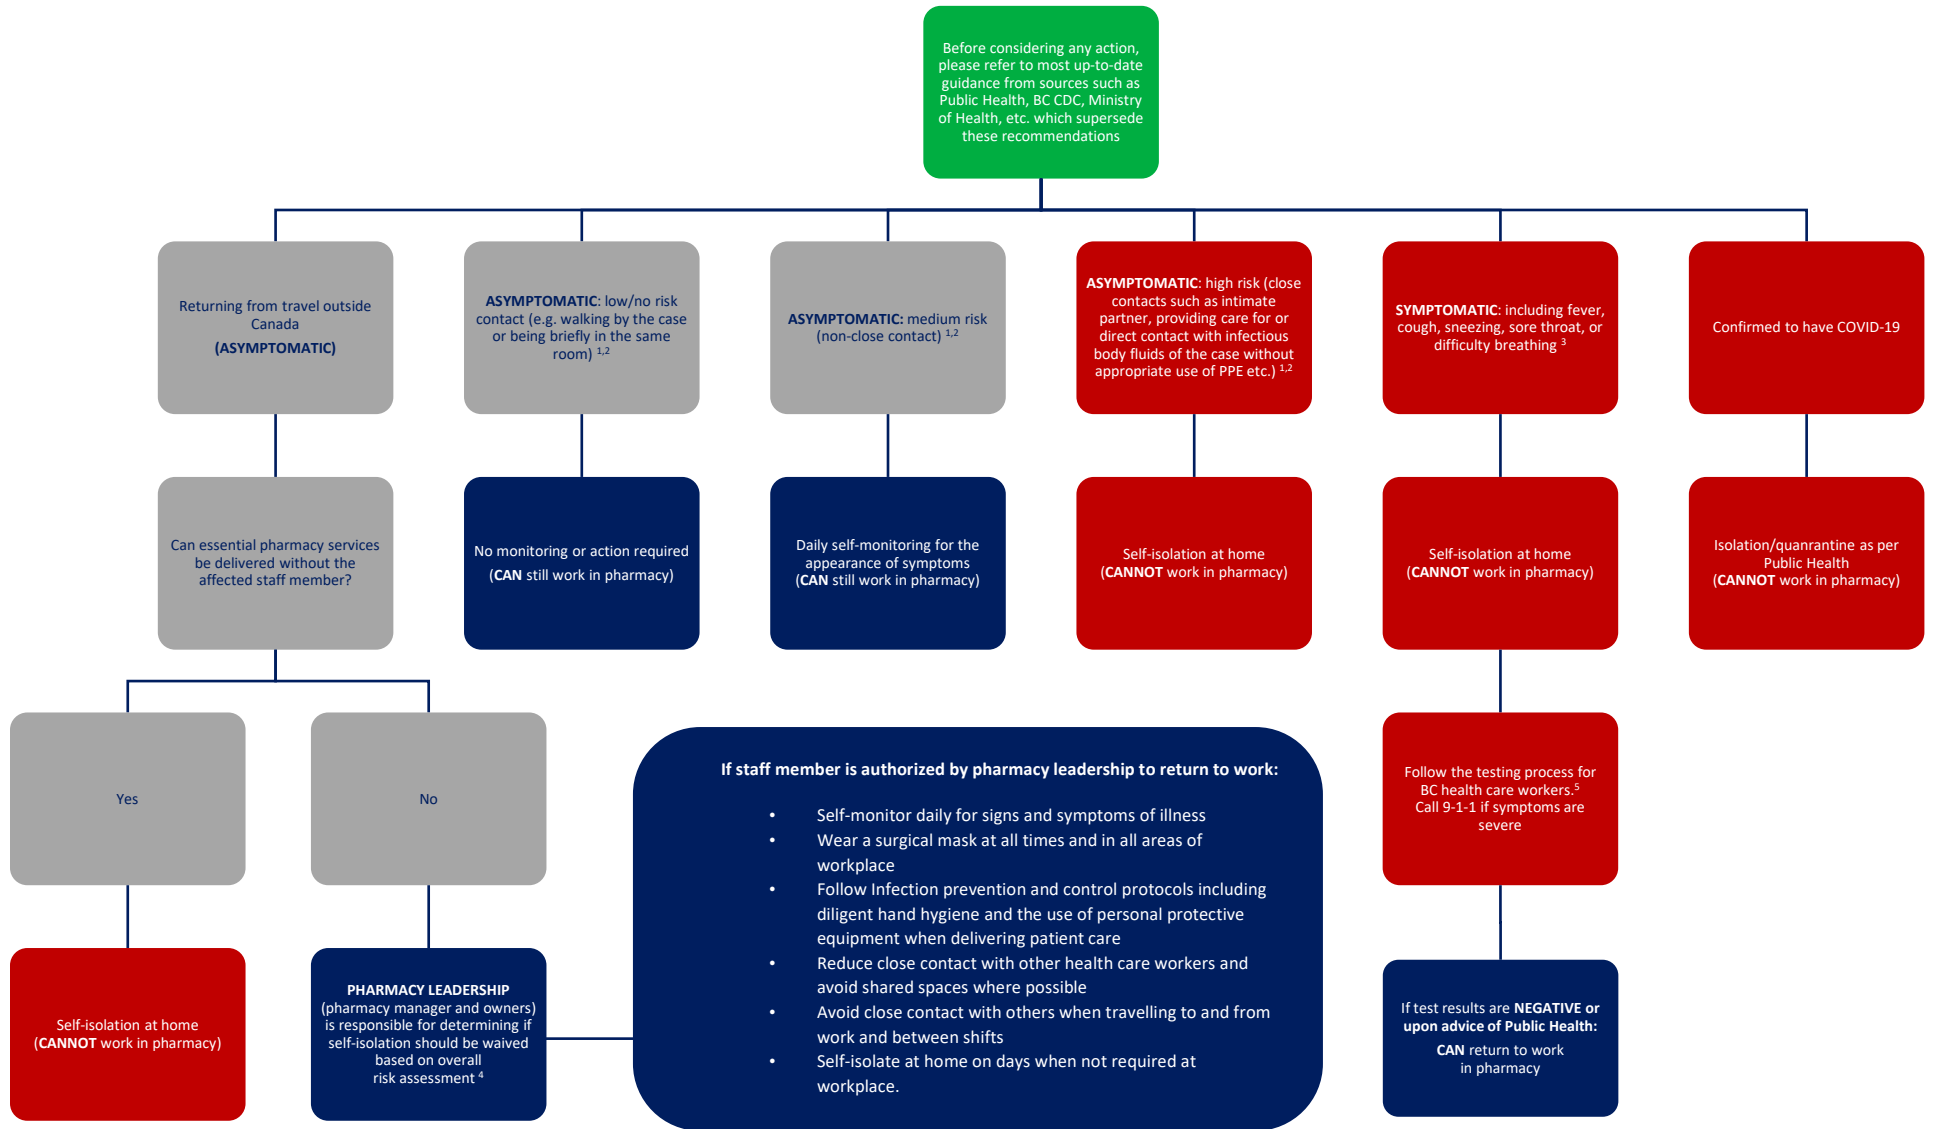 Before considering any action,
please refer to most up-to-date
guidance from sources such as
Public Health, BC CDC, Ministry
of Health, etc. which supersede
these recommendations
Returning from travel outside
Canada
(ASYMPTOMATIC)
ASYMPTOMATIC: low/no risk
contact (e.g. walking by the case
or being briefly in the same
room) 1,2
ASYMPTOMATIC: medium risk
(non-close contact) 1,2
ASYMPTOMATIC: high risk (close
contacts such as intimate
partner, providing care for or
direct contact with infectious
body fluids of the case without
appropriate use of PPE etc.) 1,2
SYMPTOMATIC: including fever,
cough, sneezing, sore throat, or
difficulty breathing 3
Confirmed to have COVID-19
Can essential pharmacy services
be delivered without the
affected staff member?
No monitoring or action required
(CAN still work in pharmacy)
Daily self-monitoring for the
appearance of symptoms
(CAN still work in pharmacy)
Self-isolation at home
(CANNOT work in pharmacy)
Self-isolation at home
(CANNOT work in pharmacy)
Isolation/quanrantine as per
Public Health
(CANNOT work in pharmacy)
Yes
No
If staff member is authorized by pharmacy leadership to return to work:
• Self-monitor daily for signs and symptoms of illness
• Wear a surgical mask at all times and in all areas of
workplace
• Follow Infection prevention and control protocols including
diligent hand hygiene and the use of personal protective
equipment when delivering patient care
• Reduce close contact with other health care workers and
avoid shared spaces where possible
• Avoid close contact with others when travelling to and from
work and between shifts
• Self-isolate at home on days when not required at
workplace.
Follow the testing process for
BC health care workers.5
Call 9-1-1 if symptoms are
severe
Self-isolation at home
(CANNOT work in pharmacy)
PHARMACY LEADERSHIP
(pharmacy manager and owners)
is responsible for determining if
self-isolation should be waived
based on overall
risk assessment 4
If test results are NEGATIVE or
upon advice of Public Health:
CAN return to work
in pharmacy